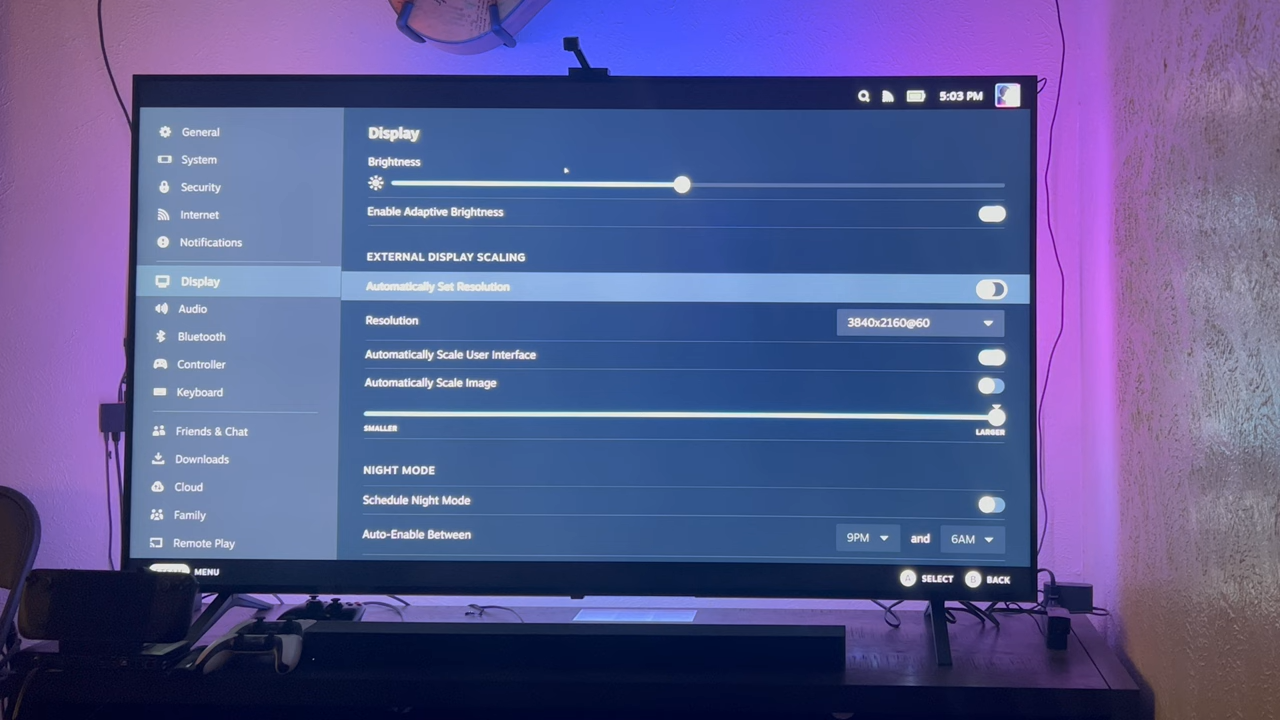 5:03 PM
General
System
Security
Internet
Notifications
Display
Audio
Bluetooth
Controller
Keyboard
Friends & Chat
Downloads
Cloud
Family
Remote Play
Display
Brightness
Enable Adaptive Brightness
EXTERNAL DISPLAY SCALING
Automatically Set Resolution
Resolution 3840x2160@60
Automatically Scale User Interface
Automatically Scale Image
SMALLER LARGER
NIGHT MODE
Schedule Night Mode
Auto-Enable Between 9PM and 6AM
MENU A SELECT B BACK